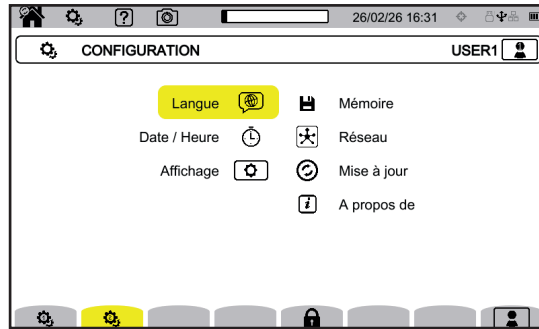 26/02/26 16:31
CONFIGURATION
USER1
Langue
Mémoire
Date / Heure
Réseau
Affichage
Mise à jour
A propos de